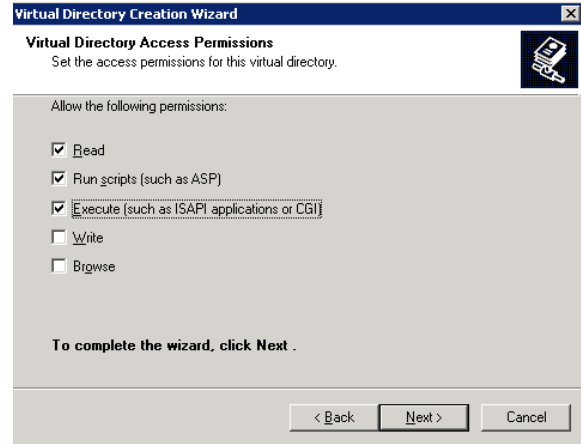 Virtual Directory Creation Wizard
Virtual Directory Access Permissions
Set the access permissions for this virtual directory.
Allow the following permissions:
Read
Run scripts (such as ASP)
Execute (such as ISAPI applications or CGI)
Write
Browse
To complete the wizard, click Next .
< Back Next > Cancel